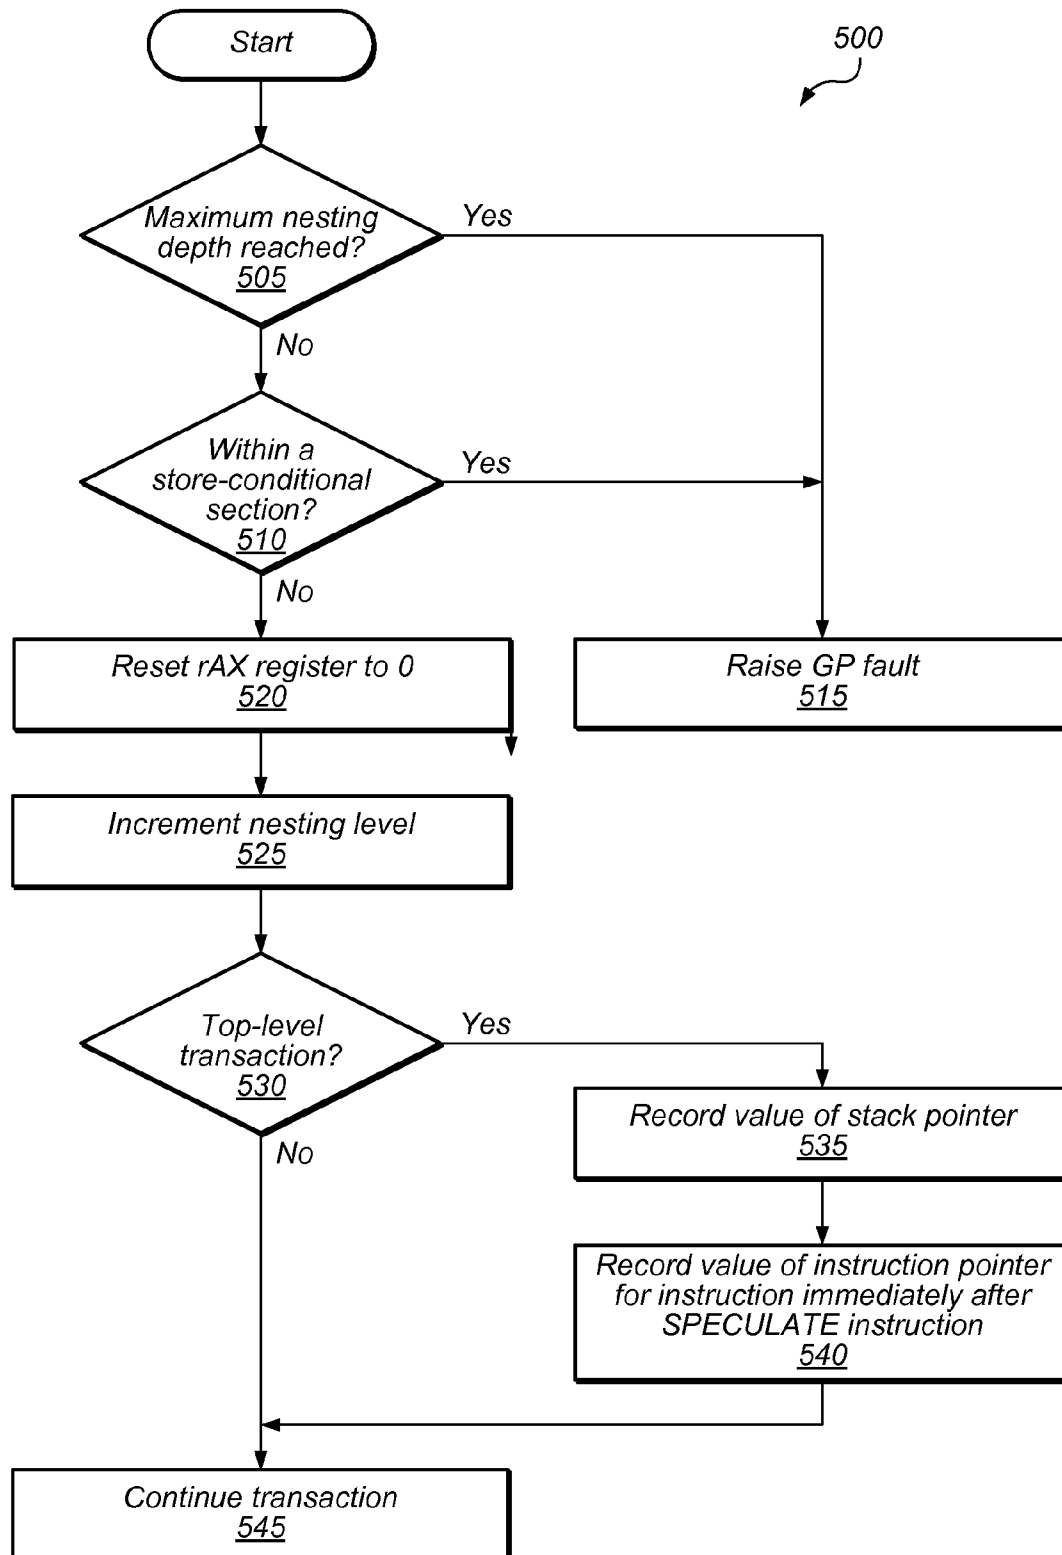 Start
500
Maximum nesting
depth reached?
505
Yes
No
Within a
store-conditional
section?
510
Yes
No
Reset rAX register to 0
520
Raise GP fault
515
Increment nesting level
525
Top-level
transaction?
530
Yes
No
Record value of stack pointer
535
Record value of instruction pointer
for instruction immediately after
SPECULATE instruction
540
Continue transaction
545